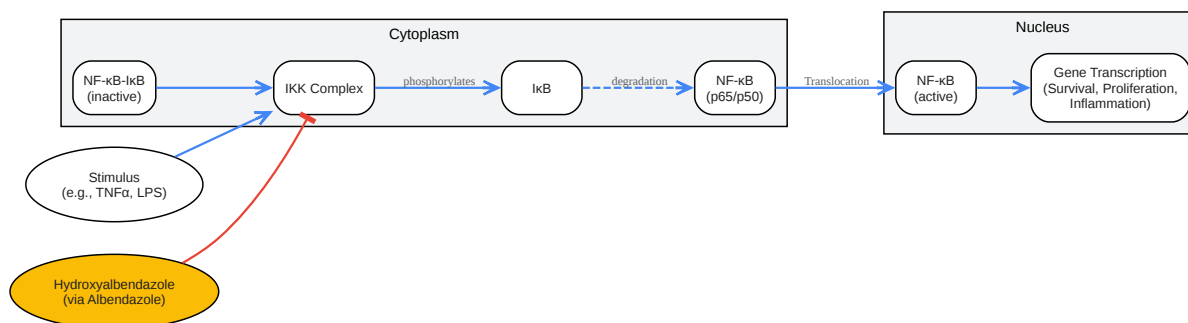 Cytoplasm
Nucleus
NF-κB-IκB
(inactive)
IKK Complex
phosphorylates
IκB
degradation
NF-κB
(p65/p50)
Translocation
NF-κB
(active)
Gene Transcription
(Survival, Proliferation,
Inflammation)
Stimulus
(e.g., TNFα, LPS)
Hydroxyalbendazole
(via Albendazole)